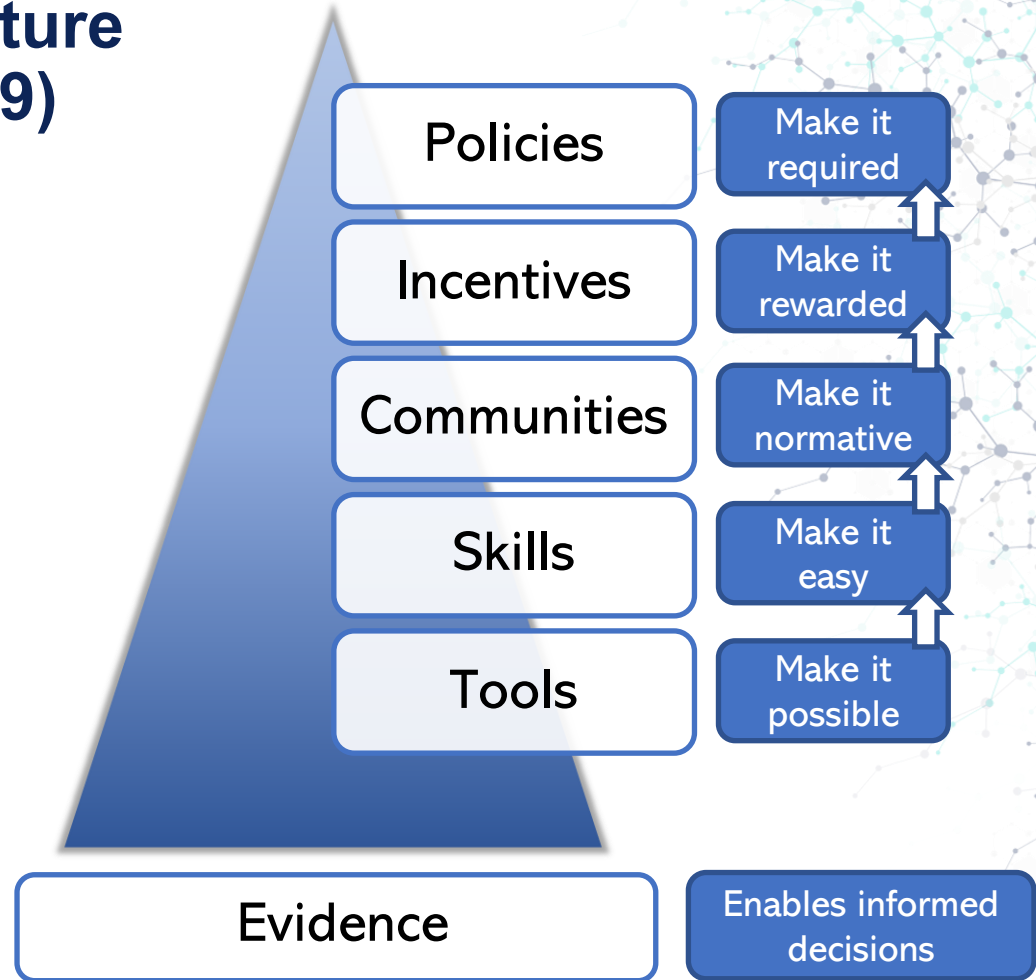 ture
9)
Policies
Make it
required
Incentives
Make it
rewarded
Communities
Make it
normative
Skills
Make it
easy
Tools
Make it
possible
Evidence
Enables informed
decisions